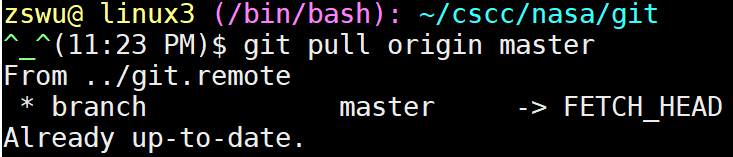 zswu@ linux3 (/bin/bash): ~/cscc/nasa/git
^_^(11:23 PM)$ git pull origin master
From ../git.remote
 * branch            master     -> FETCH_HEAD
Already up-to-date.